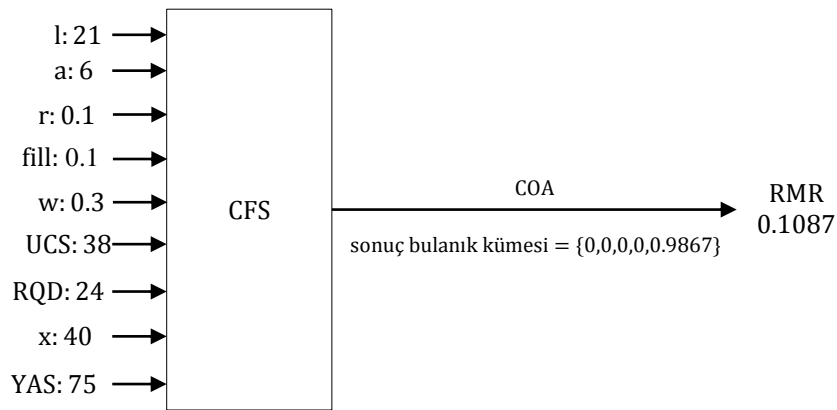 l: 21
a: 6
r: 0.1
fill: 0.1
w: 0.3
UCS: 38
RQD: 24
x: 40
YAS: 75
CFS
COA
sonuç bulanık kümesi = {0,0,0,0,0.9867}
RMR
0.1087